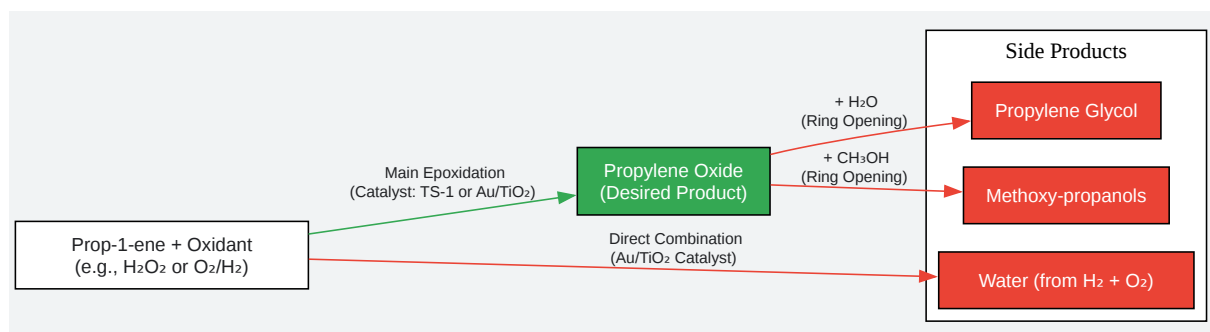 Side Products
+ H₂O
(Ring Opening)
Propylene Glycol
+ CH₃OH
(Ring Opening)
Methoxy-propanols
Main Epoxidation
(Catalyst: TS-1 or Au/TiO₂)
Propylene Oxide
(Desired Product)
Prop-1-ene + Oxidant
(e.g., H₂O₂ or O₂/H₂)
Direct Combination
(Au/TiO₂ Catalyst)
Water (from H₂ + O₂)